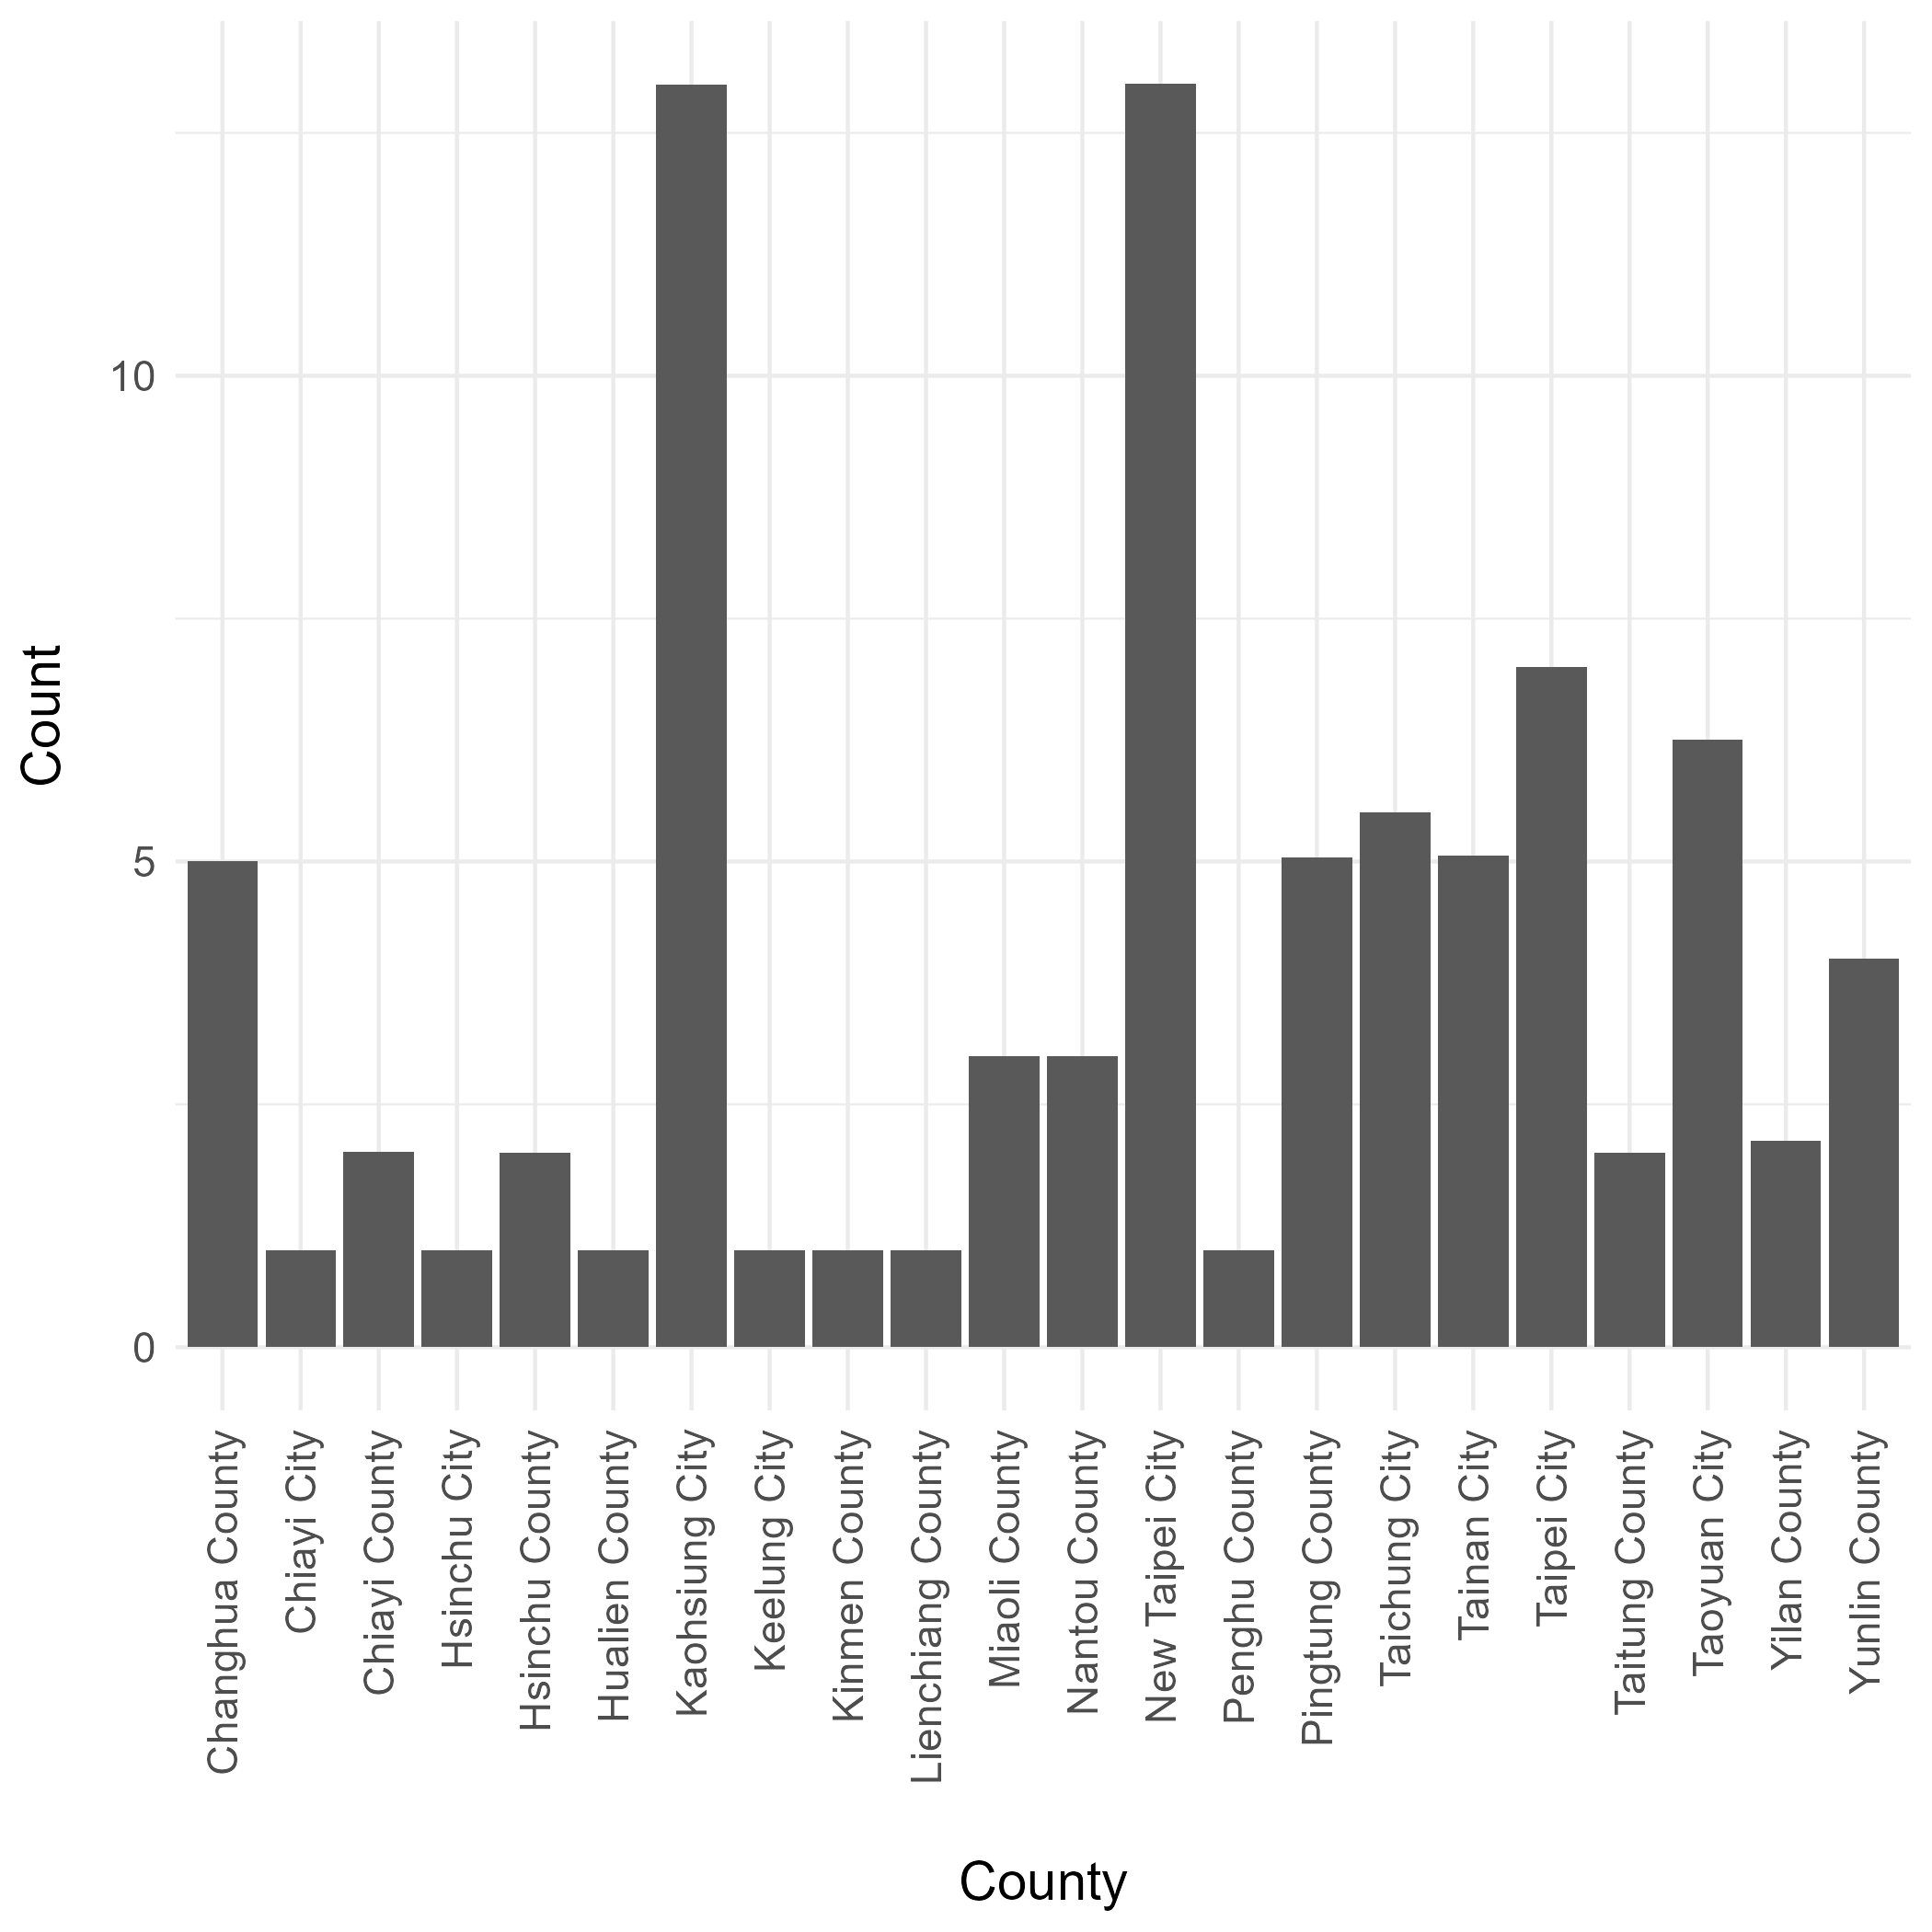 Count
10
5
0
Changhua County
Chiayi City
Chiayi County
Hsinchu City
Hsinchu County
Hualien County
Kaohsiung City
Keelung City
Kinmen County
Lienchiang County
Miaoli County
Nantou County
New Taipei City
Penghu County
Pingtung County
Taichung City
Tainan City
Taipei City
Taitung County
Taoyuan City
Yilan County
Yunlin County
County